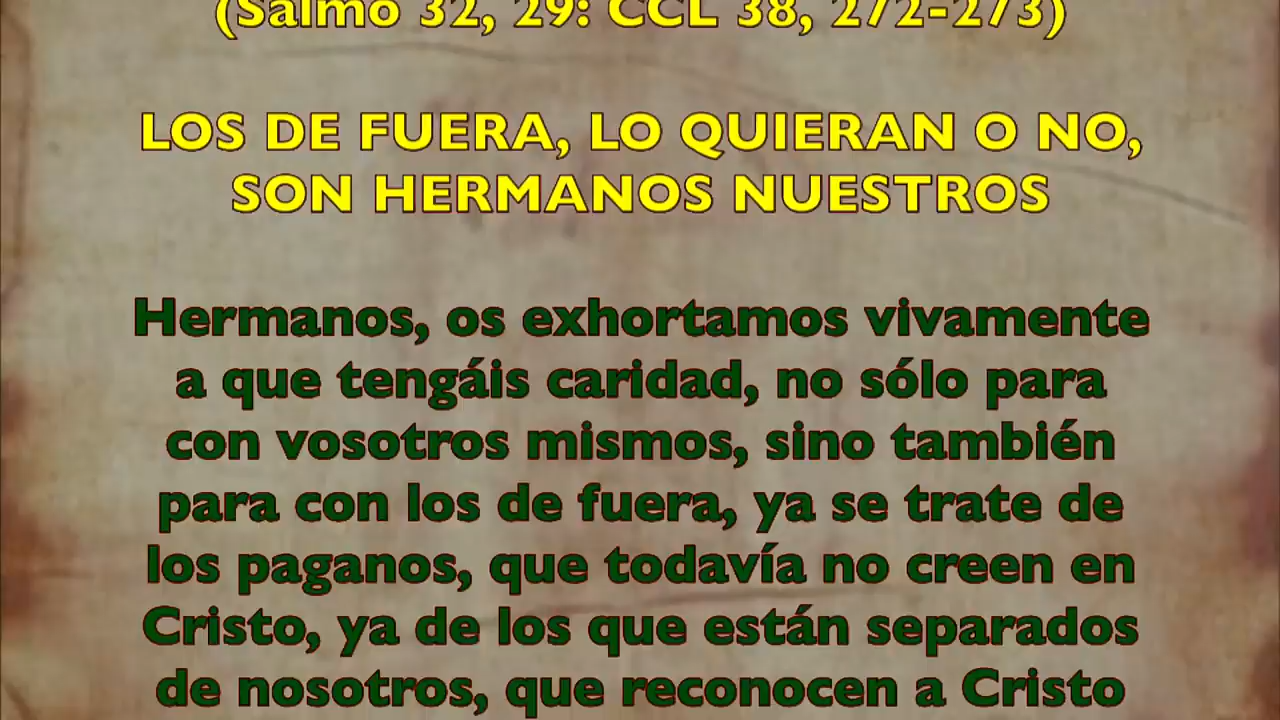 (Salmo 32, 29: CCL 38, 272-273)
LOS DE FUERA, LO QUIERAN O NO,
SON HERMANOS NUESTROS
Hermanos, os exhortamos vivamente
a que tengáis caridad, no sólo para
con vosotros mismos, sino también
para con los de fuera, ya se trate de
los paganos, que todavía no creen en
Cristo, ya de los que están separados
de nosotros, que reconocen a Cristo